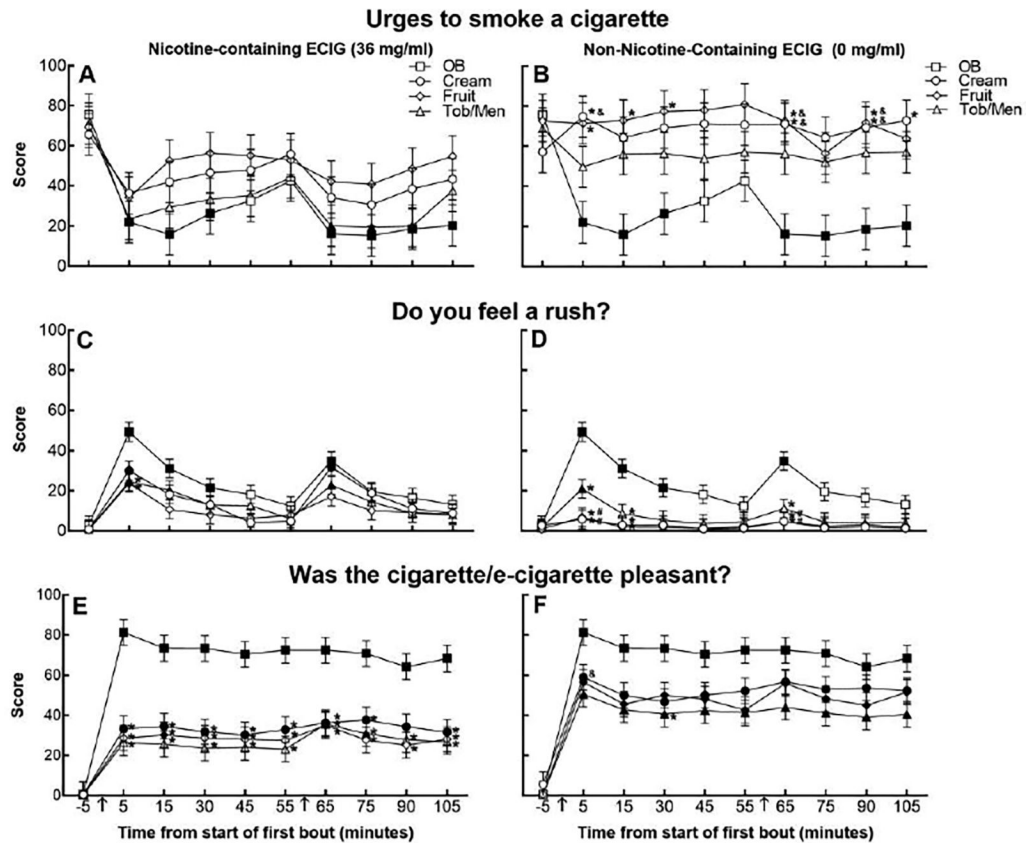 Urges to smoke a cigarette
Nicotine-containing ECIG (36 mg/ml)
Non-Nicotine-Containing ECIG (0 mg/ml)
A
OB
Cream
Fruit
Tob/Men
B
OB
Cream
Fruit
Tob/Men
100
80
60
40
20
0
Score
*&
*
*
*
*&
*&
*&
*&
*
Do you feel a rush?
C
D
100
80
60
40
20
0
Score
*
*#
*#
*
Was the cigarette/e-cigarette pleasant?
E
F
100
80
60
40
20
0
Score
&
*
-5 ↑ 5 15 30 45 55 ↑ 65 75 90 105
-5 ↑ 5 15 30 45 55 ↑ 65 75 90 105
Time from start of first bout (minutes)
Time from start of first bout (minutes)